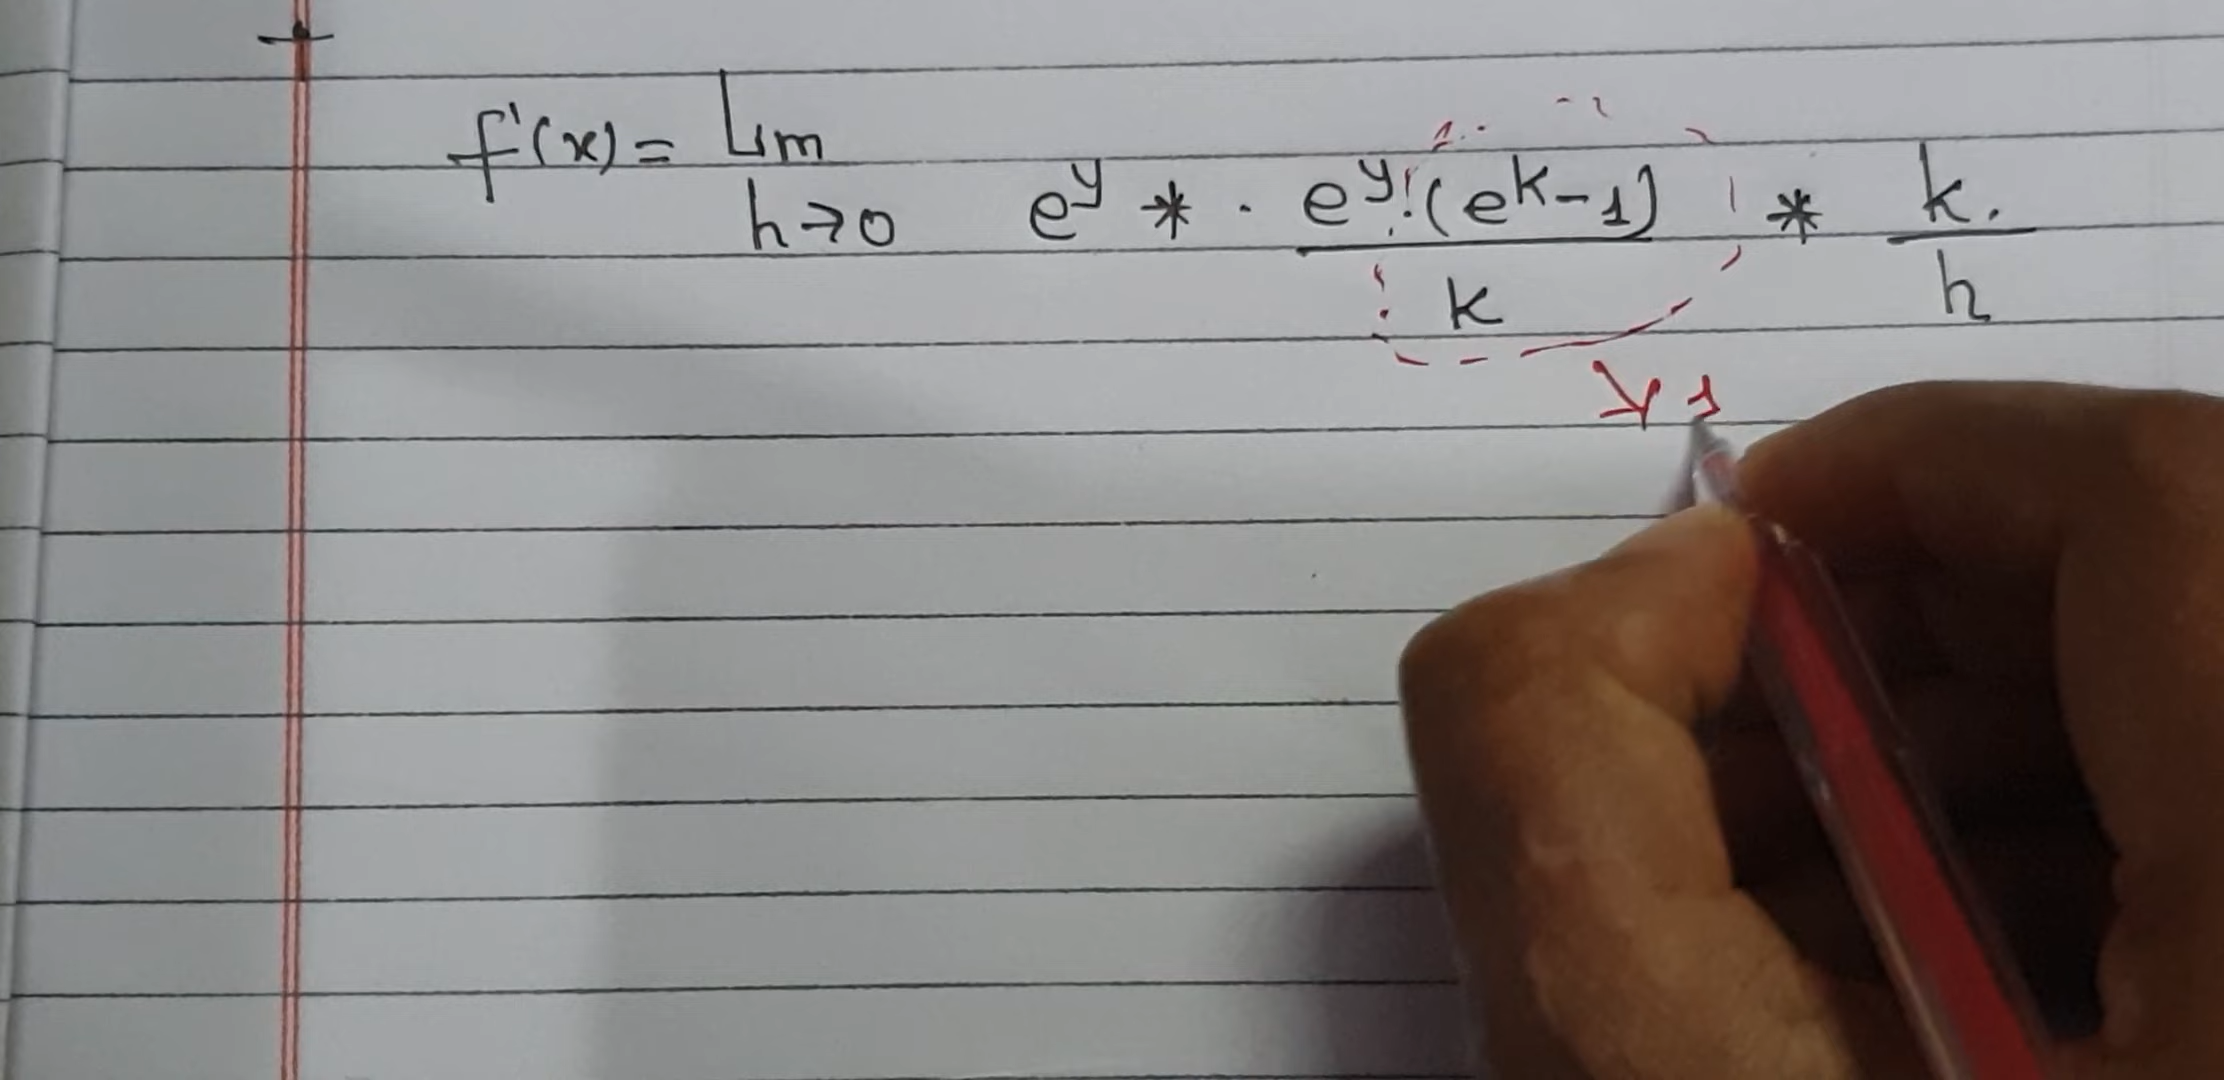 f'(x) = Lim h→0 e^y * · e^y (e^k - 1) / k * k. / h
↘ 1